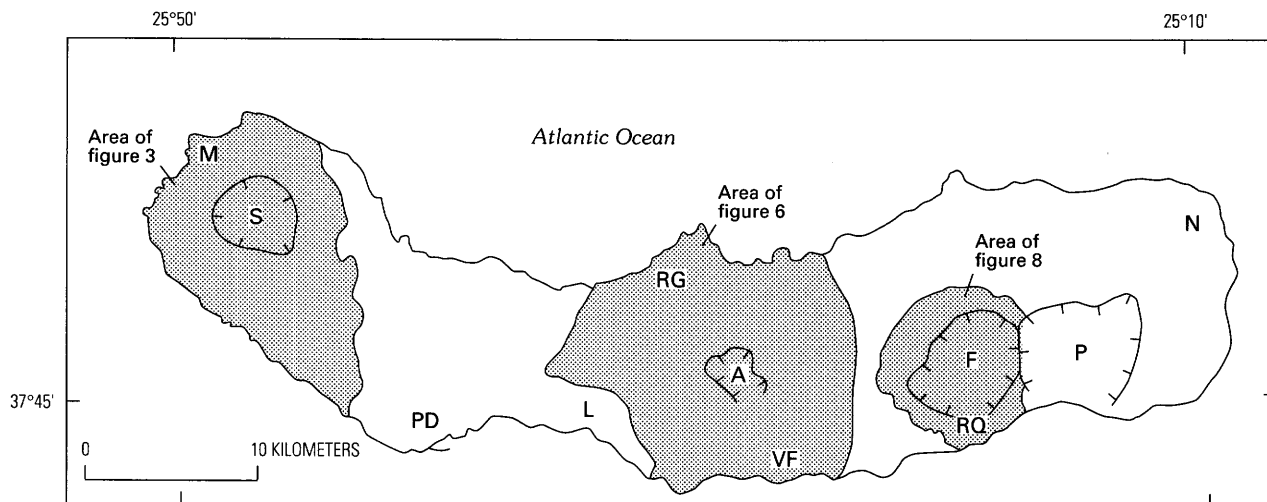 25°50'
25°10'
Atlantic Ocean
Area of
figure 3
M
S
Area of
figure 6
RG
N
Area of
figure 8
A
F
P
37°45'
PD
L
RQ
VF
0
10 KILOMETERS